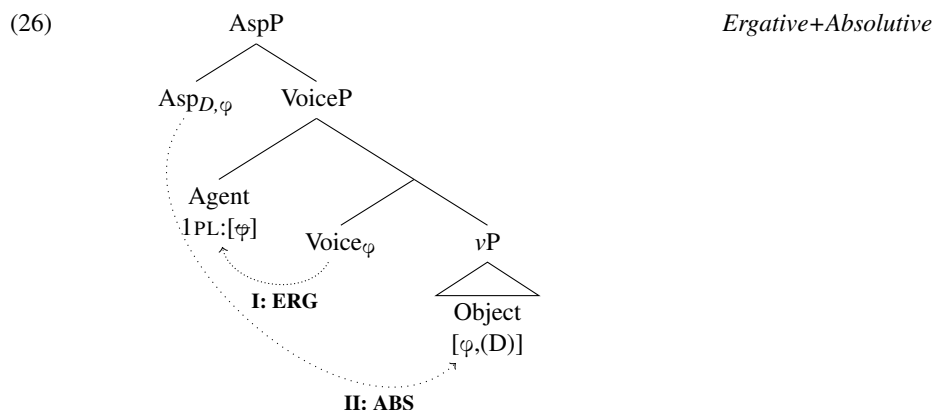 (26) AspP Ergative+Absolutive
Asp_{D,φ} VoiceP
Agent
1PL:[φ̶]
Voice_φ vP
I: ERG
Object
[φ,(D)]
II: ABS